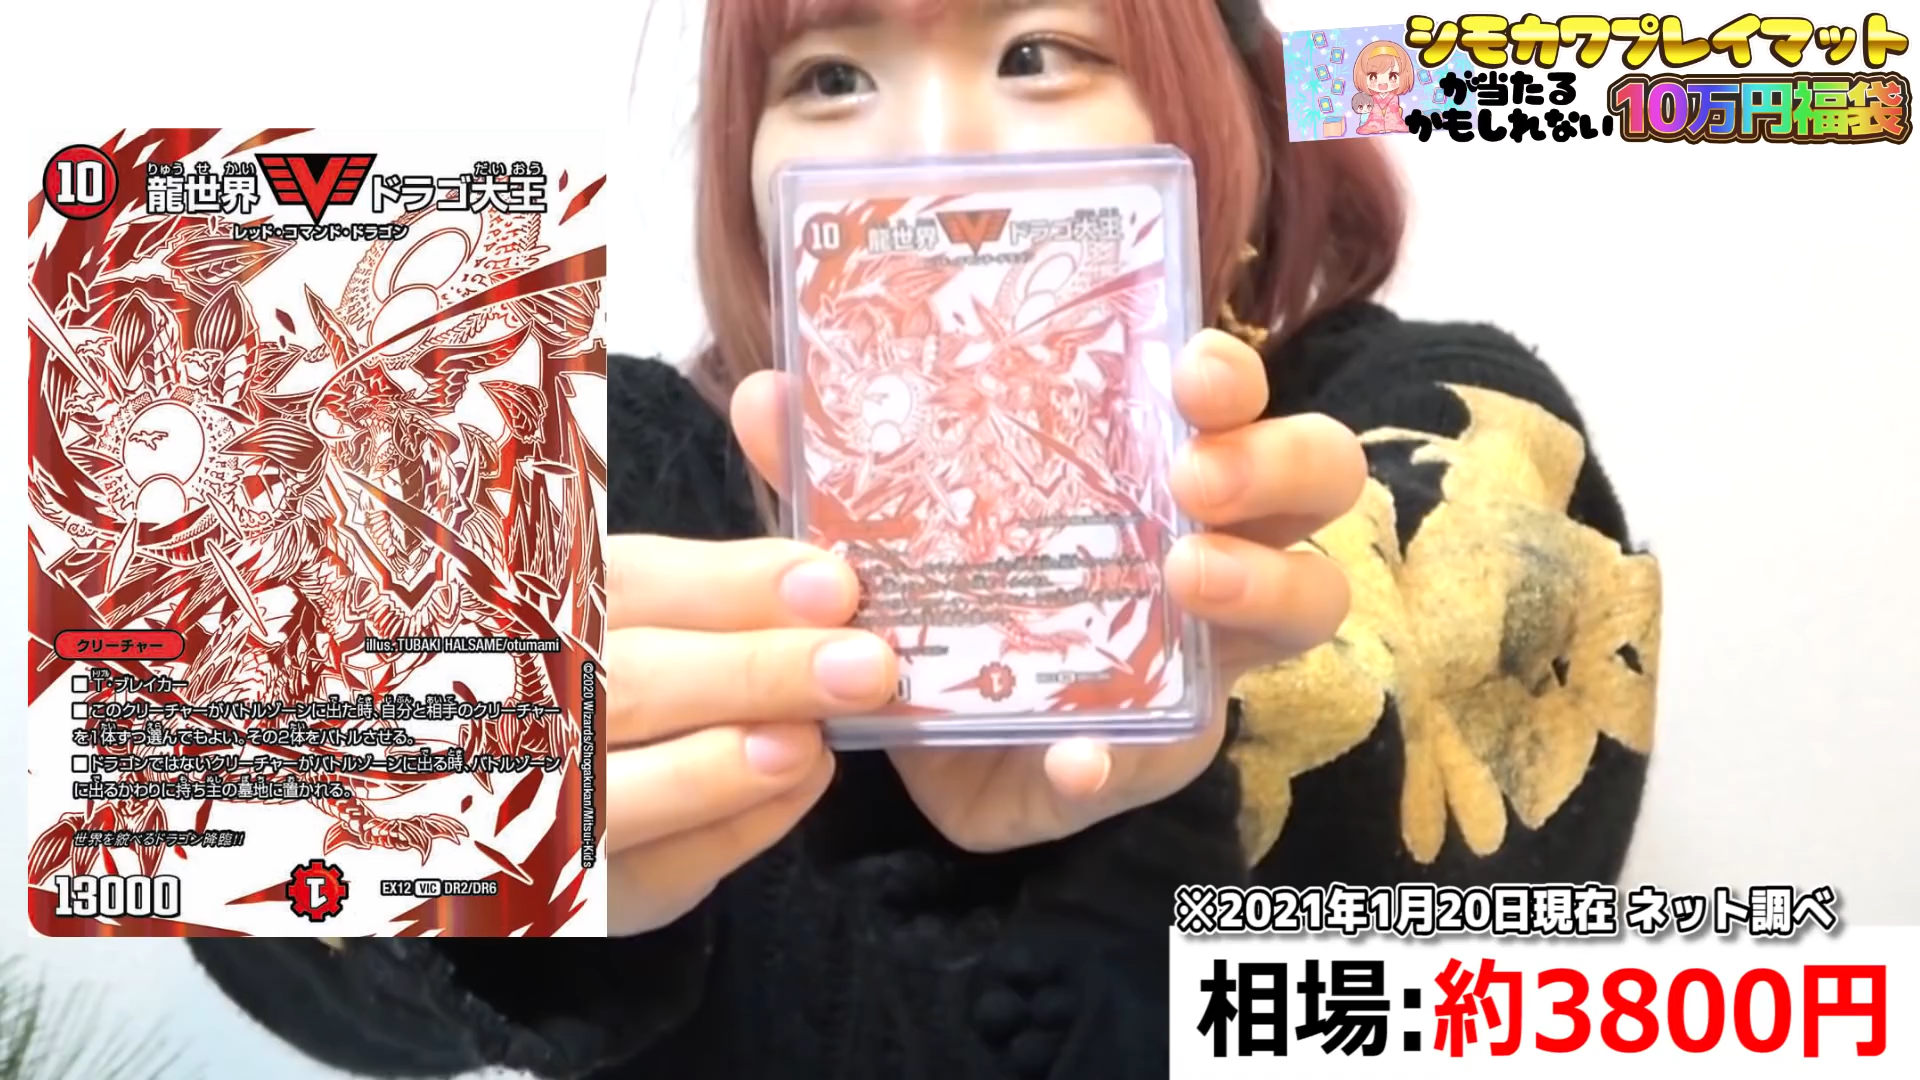 シモカワプレイマット
が当たる
かもしれない
10万円福袋
10
りゅうせかい
だいおう
龍世界 V ドラゴ大王
レッド・コマンド・ドラゴン
クリーチャー
illus. TUBAKI HALSAME/otumami
■T・ブレイカー
■このクリーチャーがバトルゾーンに出た時、自分と相手のクリーチャー
を1体ずつ選んでもよい。その2体をバトルさせる。
■ドラゴンではないクリーチャーがバトルゾーンに出る時、バトルゾーン
に出るかわりに持ち主の墓地に置かれる。
世界を統べるドラゴン降臨!!
13000
EX12 VIC DR2/DR6
©2020 Wizards/Shogakukan/Mitsui-Kids
10
龍世界 V ドラゴ大王
※2021年1月20日現在 ネット調べ
相場:約3800円